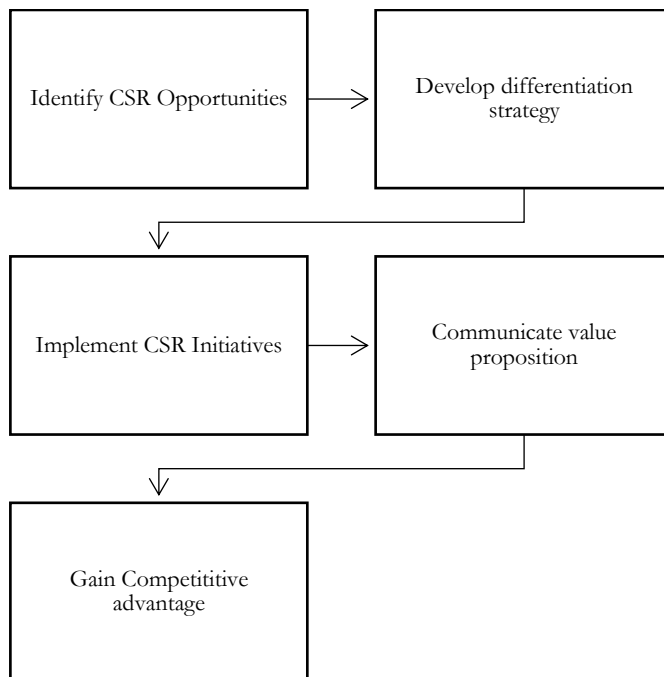 Identify CSR Opportunities
Develop differentiation
strategy
Implement CSR Initiatives
Communicate value
proposition
Gain Competititive
advantage